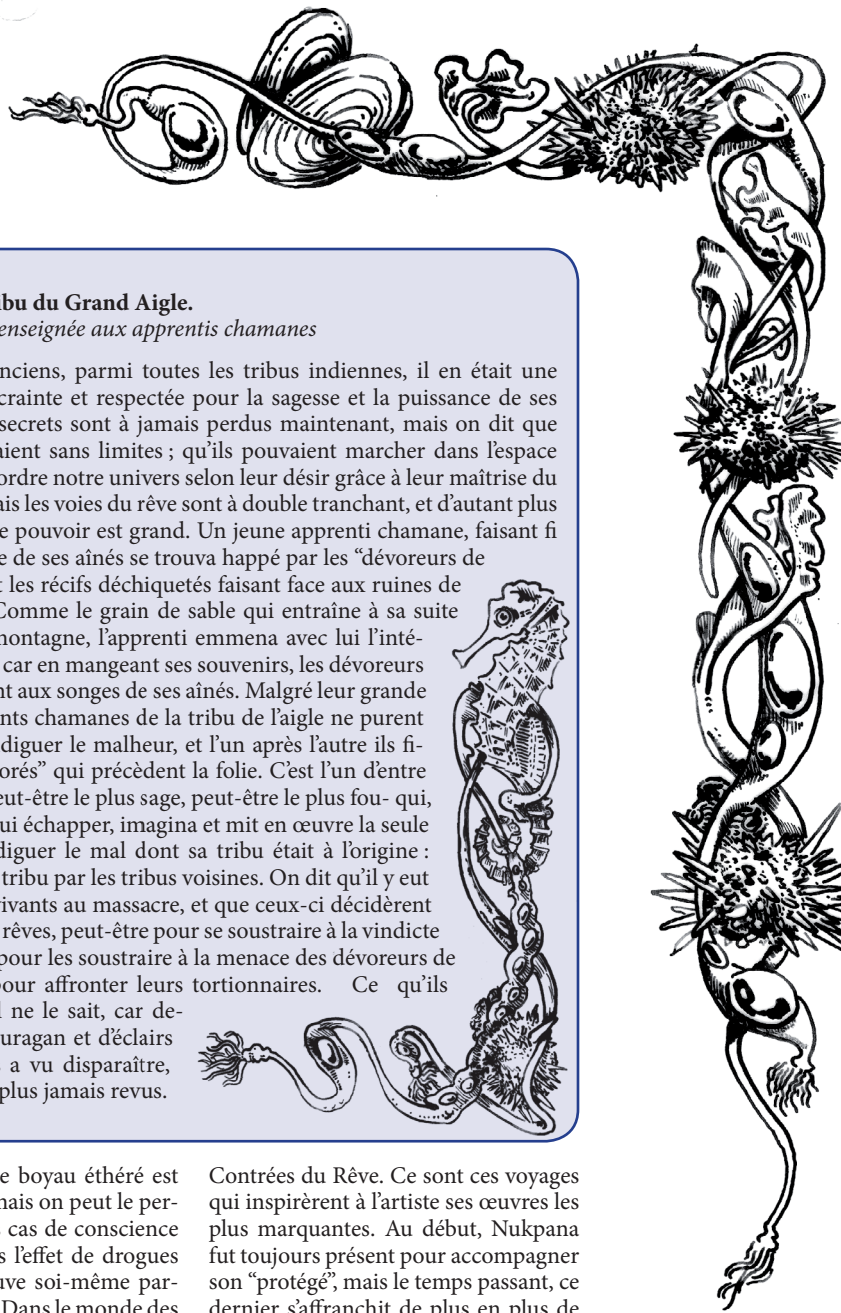 ibu du Grand Aigle.
enseignée aux apprentis chamanes
nciens, parmi toutes les tribus indiennes, il en était une
crainte et respectée pour la sagesse et la puissance de ses
secrets sont à jamais perdus maintenant, mais on dit que
aient sans limites ; qu'ils pouvaient marcher dans l'espace
ordre notre univers selon leur désir grâce à leur maîtrise du
ais les voies du rêve sont à double tranchant, et d'autant plus
e pouvoir est grand. Un jeune apprenti chamane, faisant fi
e de ses aînés se trouva happé par les “dévoreurs de
t les récifs déchiquetés faisant face aux ruines de
Comme le grain de sable qui entraîne à sa suite
montagne, l'apprenti emmena avec lui l'inté-
car en mangeant ses souvenirs, les dévoreurs
nt aux songes de ses aînés. Malgré leur grande
nts chamanes de la tribu de l'aigle ne purent
diguer le malheur, et l'un après l'autre ils fi-
orés” qui précèdent la folie. C'est l'un d'entre
eut-être le plus sage, peut-être le plus fou- qui,
ui échapper, imagina et mit en œuvre la seule
diguer le mal dont sa tribu était à l'origine :
tribu par les tribus voisines. On dit qu'il y eut
vivants au massacre, et que ceux-ci décidèrent
rêves, peut-être pour se soustraire à la vindicte
pour les soustraire à la menace des dévoreurs de
our affronter leurs tortionnaires. Ce qu'ils
l ne le sait, car de-
uragan et d'éclairs
a vu disparaître,
plus jamais revus.
e boyau éthéré est
nais on peut le per-
cas de conscience
s l'effet de drogues
uve soi-même par-
Dans le monde des
Contrées du Rêve. Ce sont ces voyages
qui inspirèrent à l'artiste ses œuvres les
plus marquantes. Au début, Nukpana
fut toujours présent pour accompagner
son “protégé”, mais le temps passant, ce
dernier s'affranchit de plus en plus de